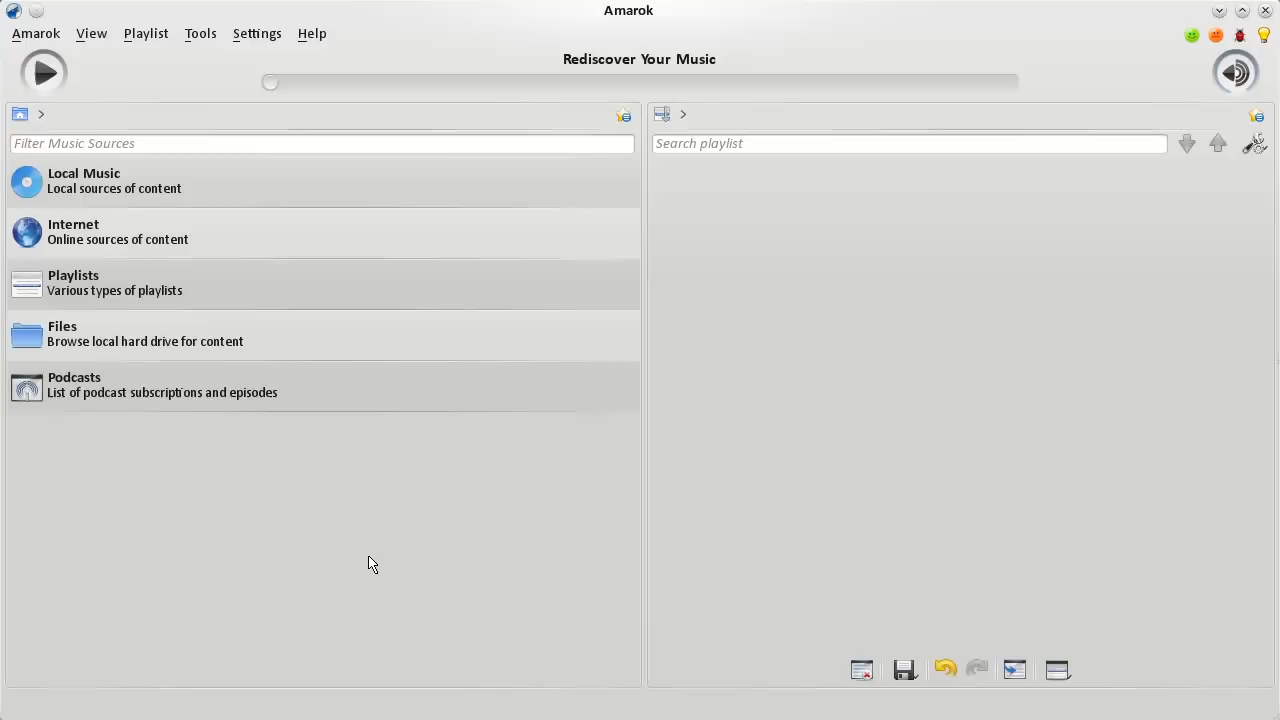 Amarok
Amarok View Playlist Tools Settings Help
Rediscover Your Music
Filter Music Sources
Search playlist
Local Music
Local sources of content
Internet
Online sources of content
Playlists
Various types of playlists
Files
Browse local hard drive for content
Podcasts
List of podcast subscriptions and episodes